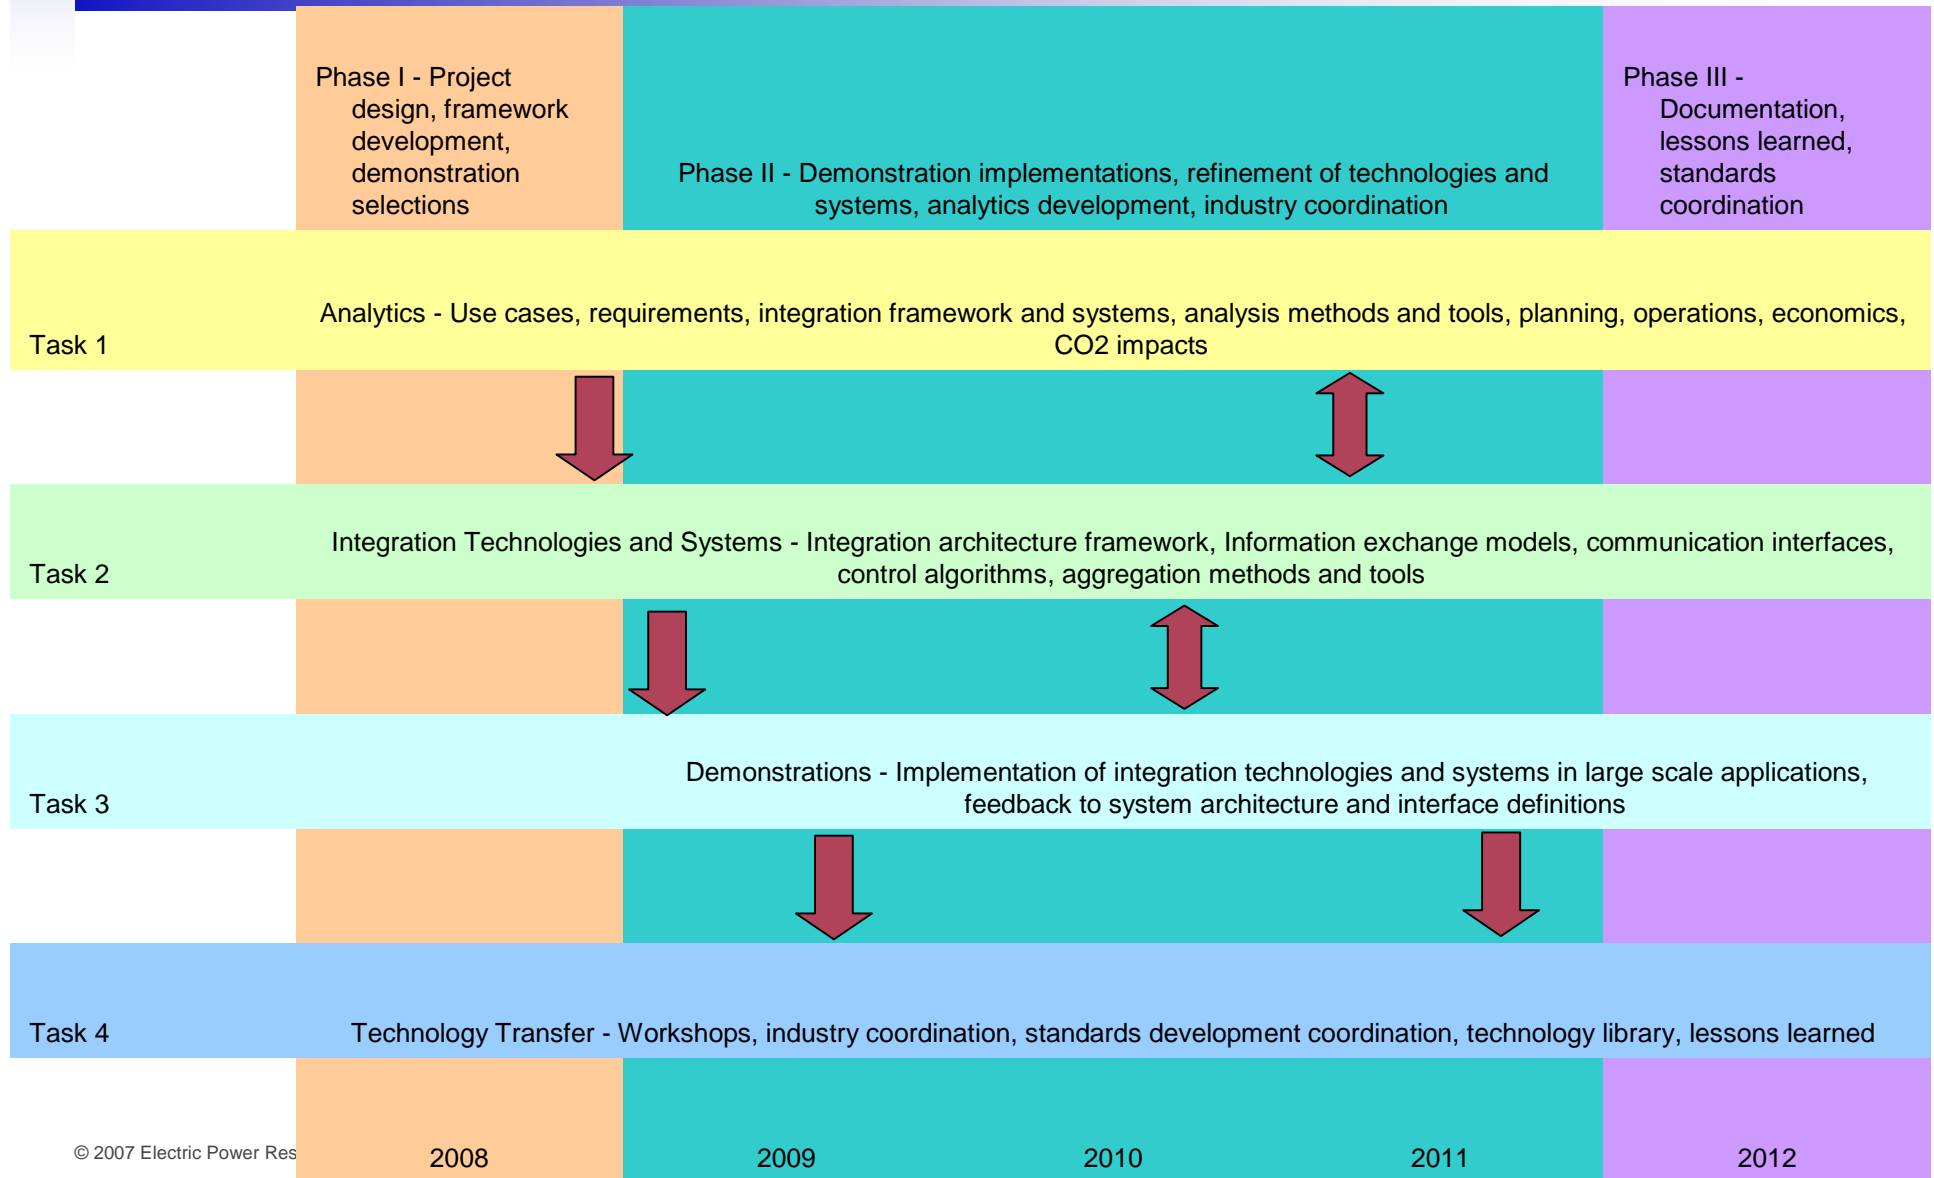 Phase I - Project
design, framework
development,
demonstration
selections
Phase II - Demonstration implementations, refinement of technologies and
systems, analytics development, industry coordination
Phase III -
Documentation,
lessons learned,
standards
coordination
Task 1
Analytics - Use cases, requirements, integration framework and systems, analysis methods and tools, planning, operations, economics,
CO2 impacts
Task 2
Integration Technologies and Systems - Integration architecture framework, Information exchange models, communication interfaces,
control algorithms, aggregation methods and tools
Task 3
Demonstrations - Implementation of integration technologies and systems in large scale applications,
feedback to system architecture and interface definitions
Task 4
Technology Transfer - Workshops, industry coordination, standards development coordination, technology library, lessons learned
© 2007 Electric Power Res
2008
2009
2010
2011
2012